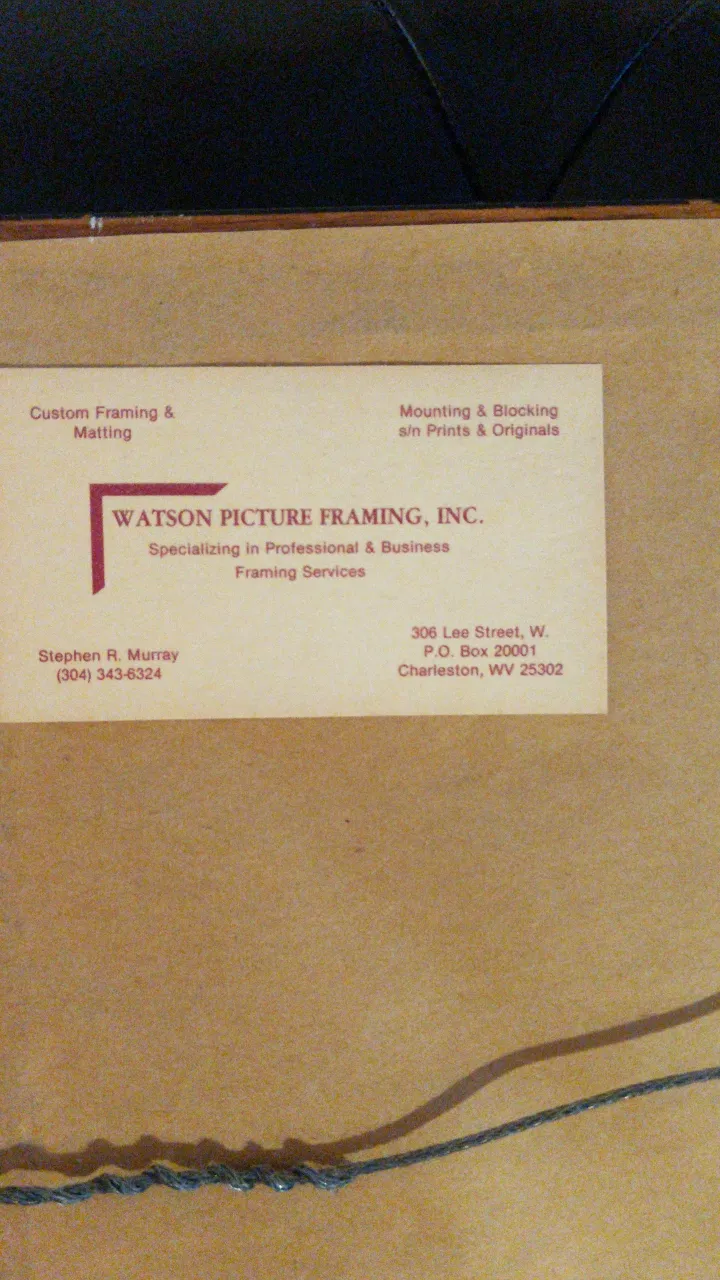 Custom Framing &
Matting
Mounting & Blocking
s/n Prints & Originals
WATSON PICTURE FRAMING, INC.
Specializing in Professional & Business
Framing Services
Stephen R. Murray
(304) 343-6324
306 Lee Street, W.
P.O. Box 20001
Charleston, WV 25302